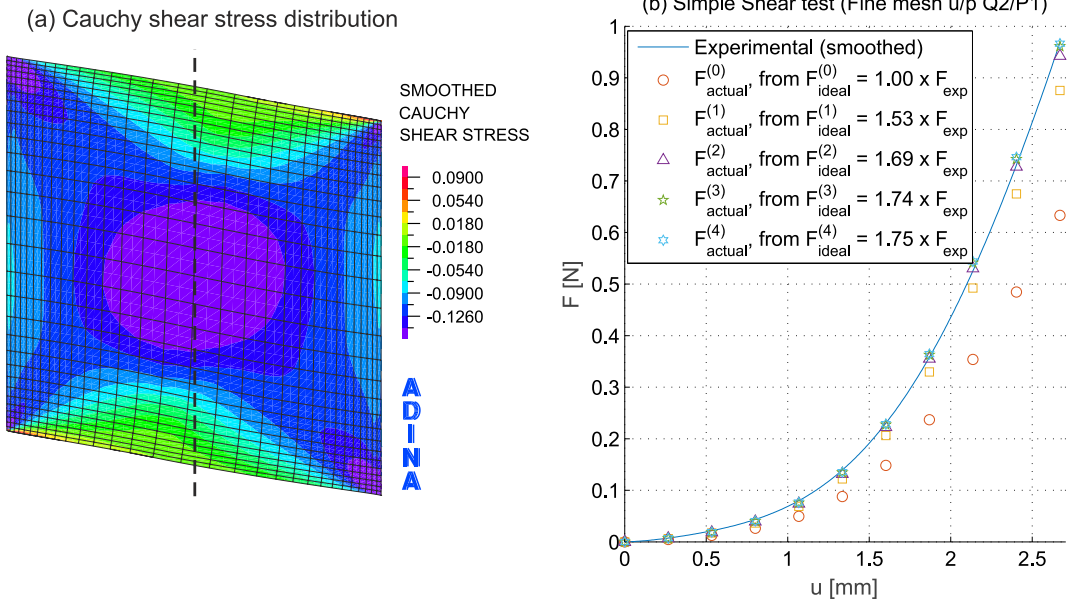 (a) Cauchy shear stress distribution
SMOOTHED
CAUCHY
SHEAR STRESS
0.0900
0.0540
0.0180
-0.0180
-0.0540
-0.0900
-0.1260
A
D
I
N
A
(b) Simple Shear test (Fine mesh u/p Q2/P1)
Experimental (smoothed)
F(0)actual, from F(0)ideal = 1.00 x Fexp
F(1)actual, from F(1)ideal = 1.53 x Fexp
F(2)actual, from F(2)ideal = 1.69 x Fexp
F(3)actual, from F(3)ideal = 1.74 x Fexp
F(4)actual, from F(4)ideal = 1.75 x Fexp
1
0.9
0.8
0.7
0.6
0.5
0.4
0.3
0.2
0.1
0
F [N]
0 0.5 1 1.5 2 2.5
u [mm]